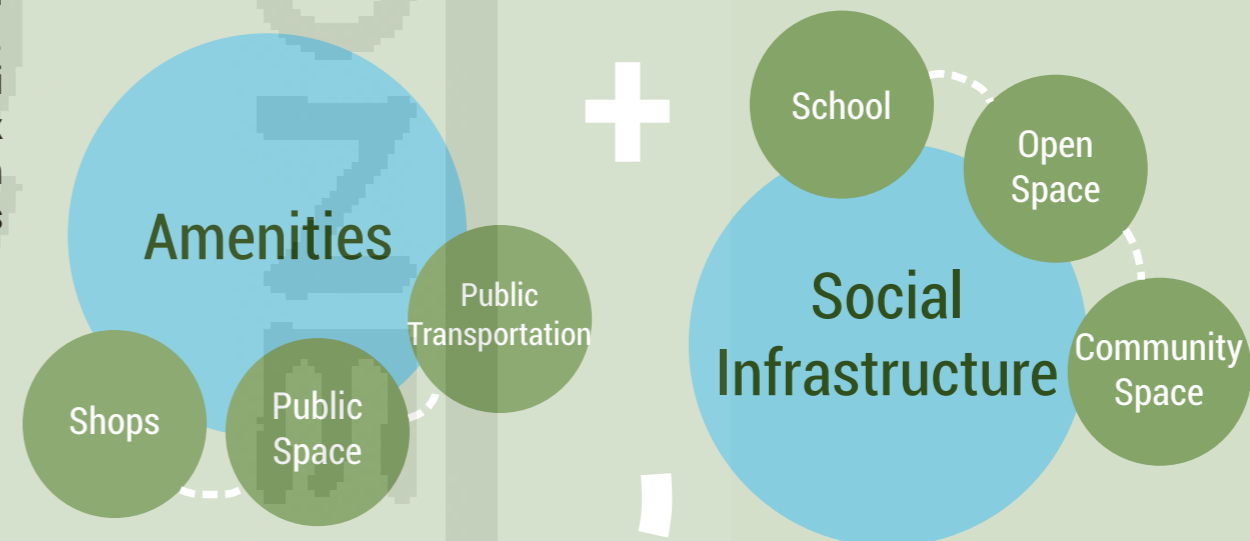 Amenities
Shops
Public
Space
Public
Transportation
+
School
Open
Space
Social
Infrastructure
Community
Space